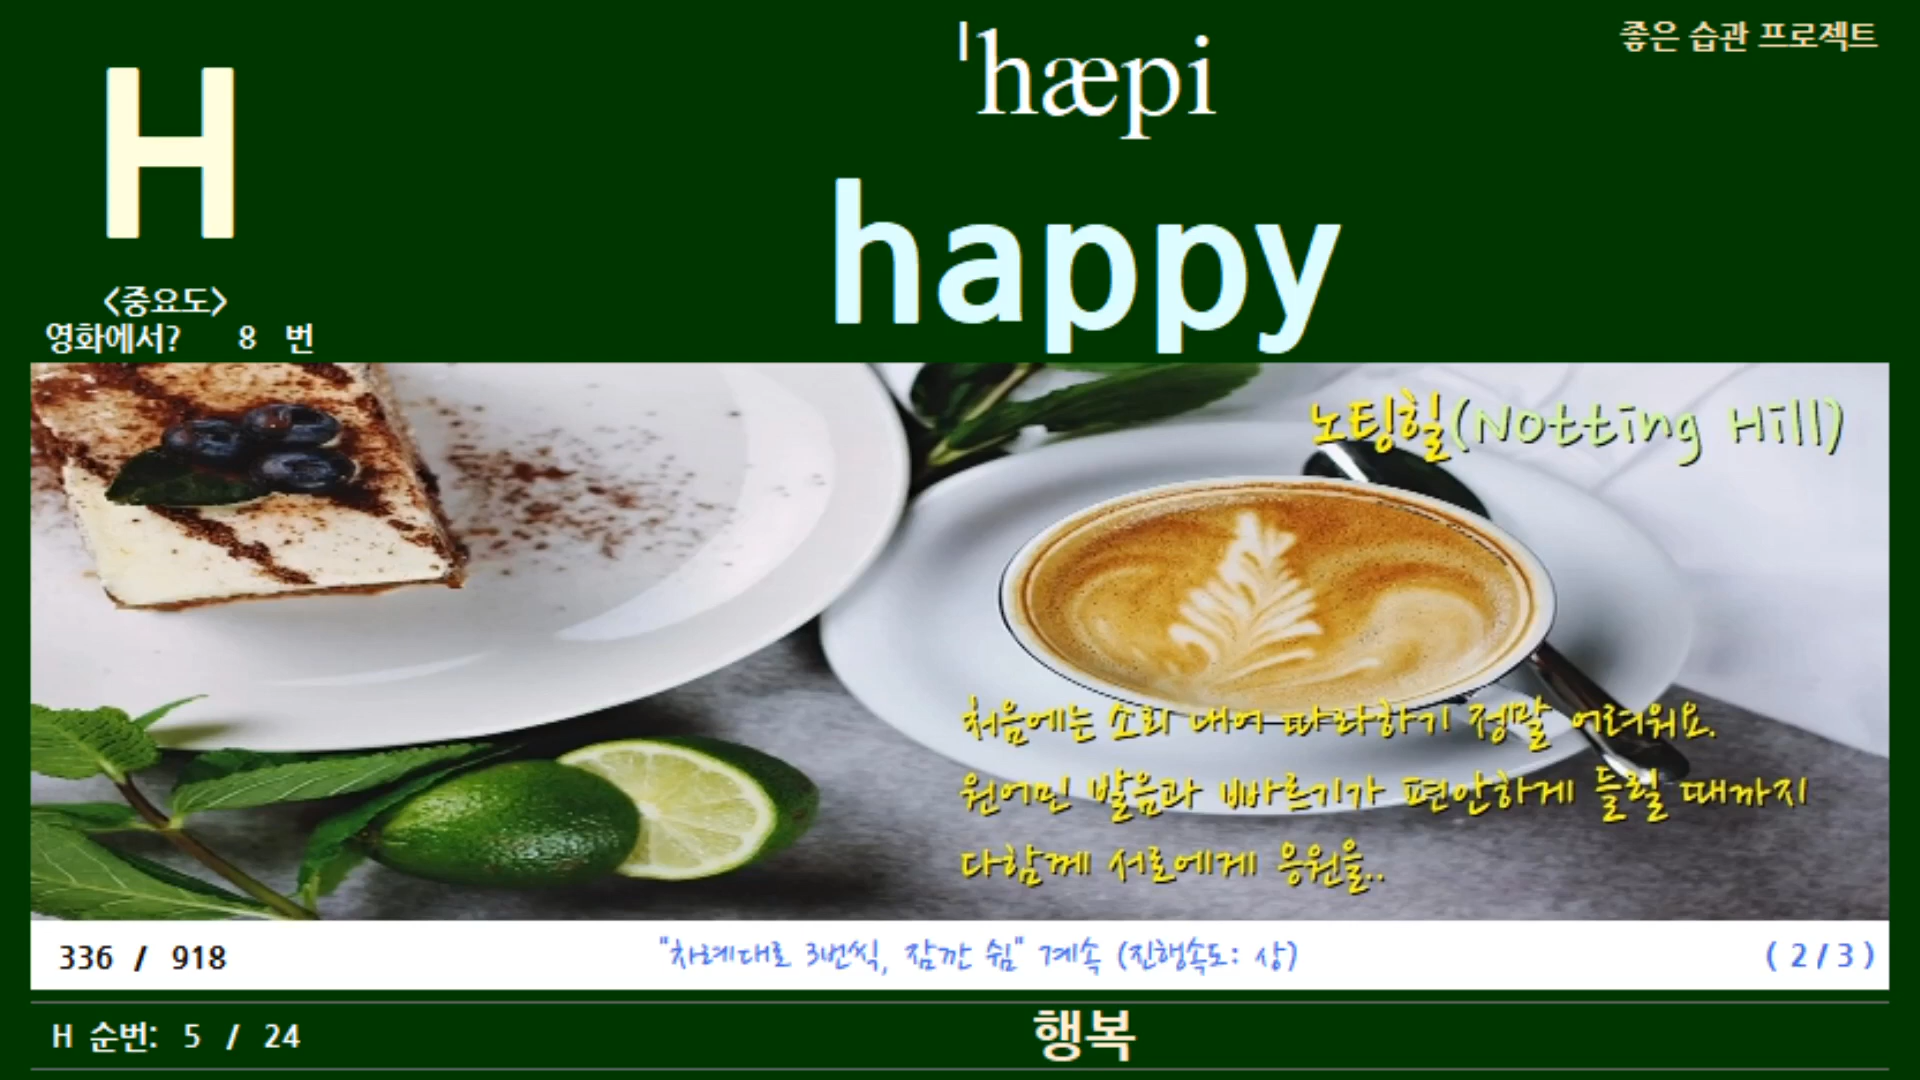 좋은 습관 프로젝트
H
ˈhæpi
happy
<중요도>
영화에서? 8 번
노팅힐(Notting Hill)
처음에는 소리 내어 따라하기 정말 어려워요.
원어민 발음과 빠르기가 편안하게 들릴 때까지
다함께 서로에게 응원을..
336 / 918
"차례대로 3번씩, 잠깐 쉼" 계속 (진행속도: 상)
( 2 / 3 )
H 순번: 5 / 24
행복